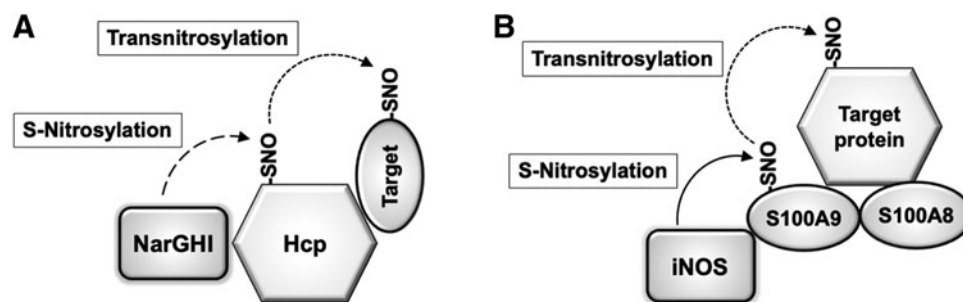 A
Transnitrosylation
S-Nitrosylation
-SNO
-SNO
Target
NarGHI
Hcp
B
Transnitrosylation
S-Nitrosylation
-SNO
-SNO
Target
protein
S100A9
S100A8
iNOS